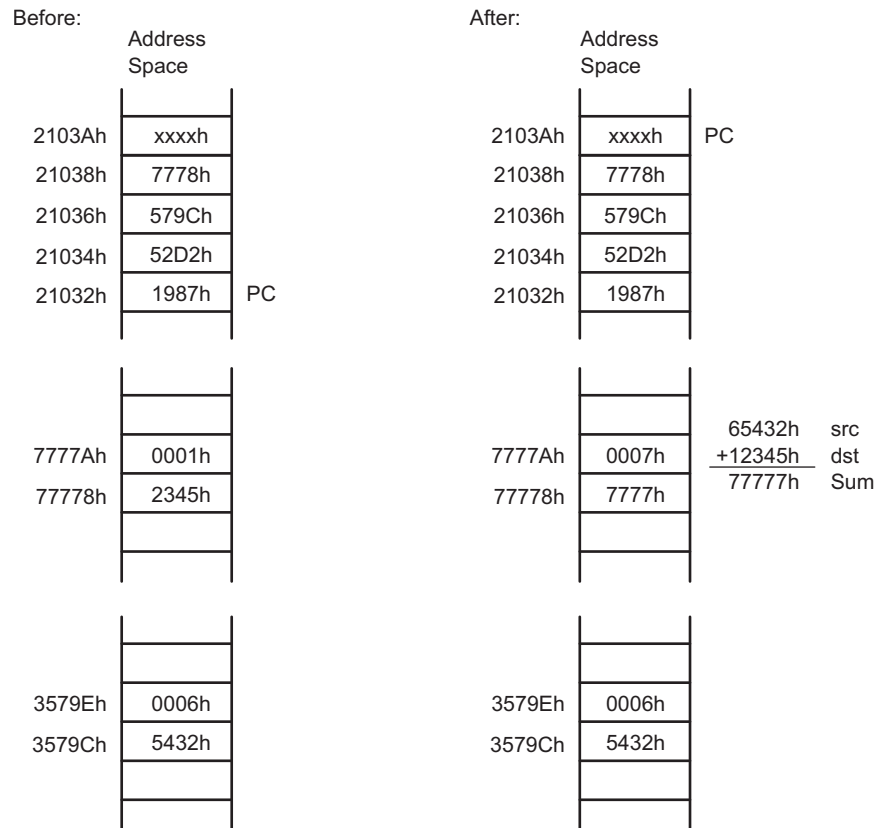 Before:
Address
Space
2103Ah xxxxh
21038h 7778h
21036h 579Ch
21034h 52D2h
21032h 1987h PC
7777Ah 0001h
77778h 2345h
3579Eh 0006h
3579Ch 5432h
After:
Address
Space
2103Ah xxxxh PC
21038h 7778h
21036h 579Ch
21034h 52D2h
21032h 1987h
7777Ah 0007h
77778h 7777h
65432h src
+12345h dst
77777h Sum
3579Eh 0006h
3579Ch 5432h